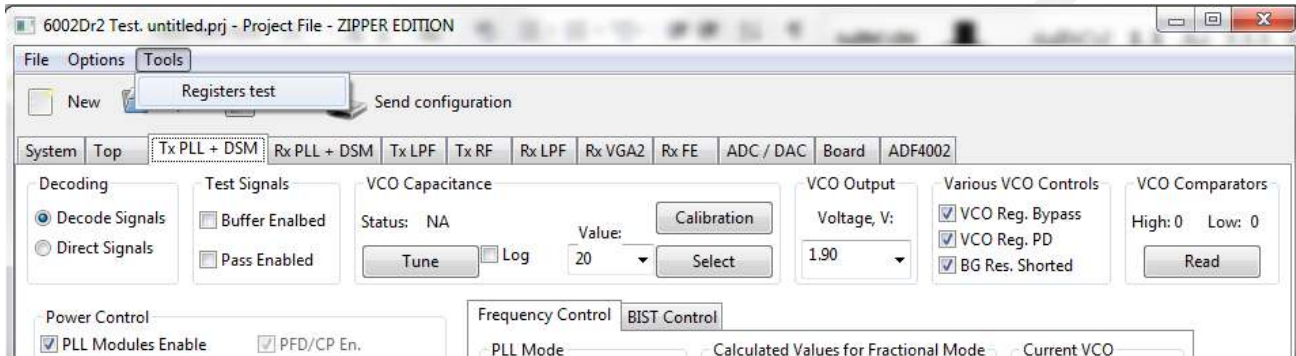 6002Dr2 Test. untitled.prj - Project File - ZIPPER EDITION
File Options Tools
Registers test
New Send configuration
System Top Tx PLL + DSM Rx PLL + DSM Tx LPF Tx RF Rx LPF Rx VGA2 Rx FE ADC / DAC Board ADF4002
Decoding Test Signals VCO Capacitance VCO Output Various VCO Controls VCO Comparators
Decode Signals Buffer Enalbed Status: NA Value: Calibration Voltage, V: VCO Reg. Bypass High: 0 Low: 0
Direct Signals Pass Enabled Tune Log 20 Select 1.90 VCO Reg. PD
BG Res. Shorted Read
Power Control Frequency Control BIST Control
PLL Modules Enable PFD/CP En. PLL Mode Calculated Values for Fractional Mode Current VCO